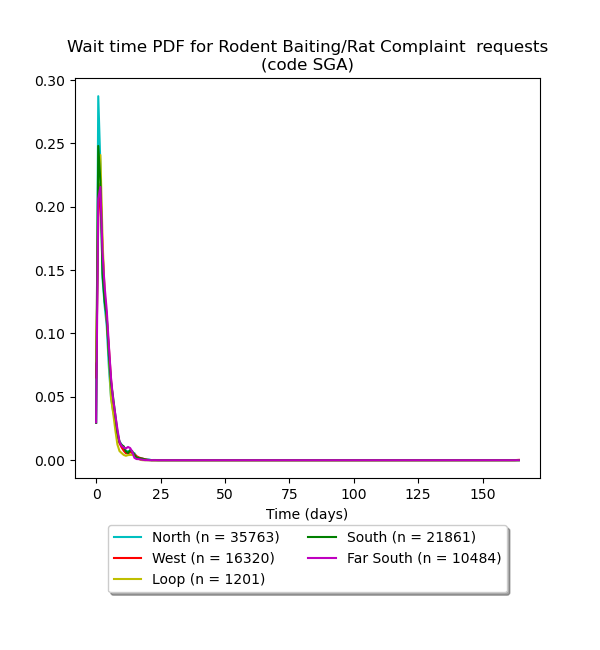 Wait time PDF for Rodent Baiting/Rat Complaint  requests
(code SGA)
0.30
0.25
0.20
0.15
0.10
0.05
0.00
0 25 50 75 100 125 150
Time (days)
North (n = 35763) South (n = 21861)
West (n = 16320) Far South (n = 10484)
Loop (n = 1201)